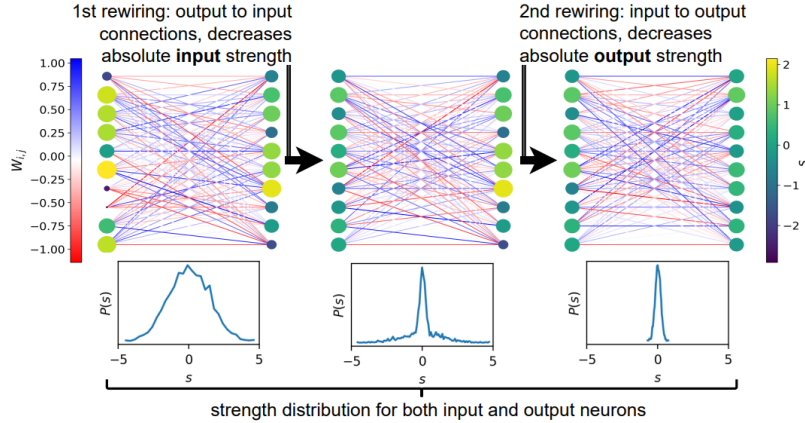 1st rewiring: output to input
connections, decreases
absolute input strength
2nd rewiring: input to output
connections, decreases
absolute output strength
1.00
0.75
0.50
0.25
0.00
−0.25
−0.50
−0.75
−1.00
W_{i,j}
2
1
0
−1
−2
s
P(s)
−5
0
5
s
P(s)
−5
0
5
s
P(s)
−5
0
5
s
strength distribution for both input and output neurons